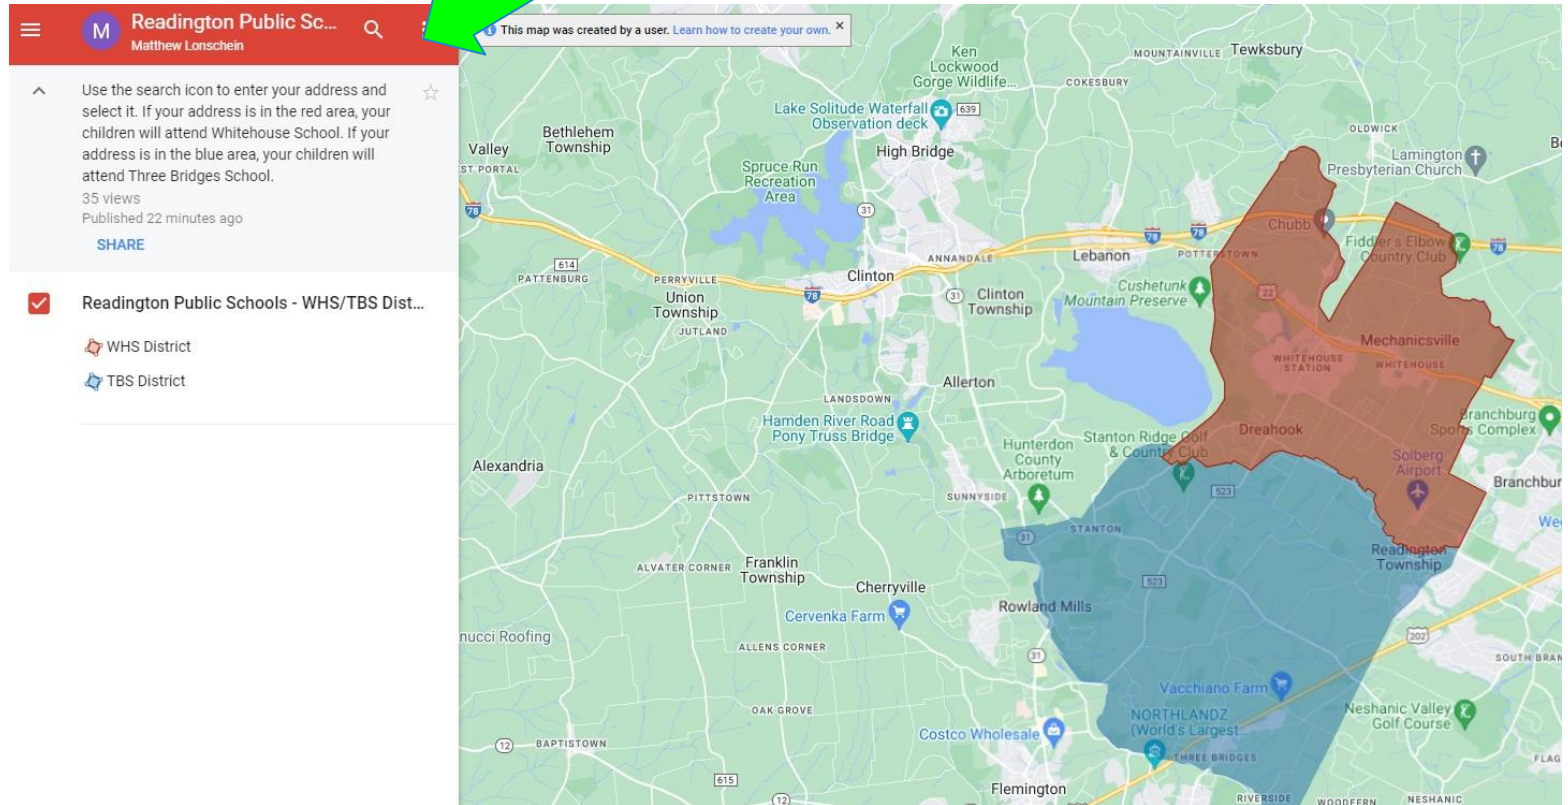 Readington Public Sc...
Matthew Lonschein
M
This map was created by a user. Learn how to create your own. ×
Use the search icon to enter your address and
select it. If your address is in the red area, your
children will attend Whitehouse School. If your
address is in the blue area, your children will
attend Three Bridges School.
35 views
Published 22 minutes ago
SHARE
Readington Public Schools - WHS/TBS Dist...
WHS District
TBS District
Ken
Lockwood
Gorge Wildlife...
MOUNTAINVILLE
Tewksbury
COKESBURY
Lake Solitude Waterfall
Observation deck
639
Bethlehem
Township
Valley
ST PORTAL
High Bridge
OLDWICK
Lamington
Presbyterian Church
Spruce Run
Recreation
Area
31
78
Chubb
78
78
Fiddler's Elbow
Country Club
78
614
PATTENBURG
PERRYVILLE
Union
Township
JUTLAND
Clinton
78
ANNANDALE
Lebanon
POTTERSTOWN
31
Clinton
Township
Cushetunk
Mountain Preserve
22
Mechanicsville
WHITEHOUSE
STATION
WHITEHOUSE
Allerton
LANDSDOWN
Hamden River Road
Pony Truss Bridge
Branchburg
Sports Complex
Dreahook
Stanton Ridge Golf
& Country Club
Hunterdon
County
Arboretum
Solberg
Airport
Alexandria
PITTSTOWN
SUNNYSIDE
523
Branchbur
31
STANTON
Readington
Township
ALVATER CORNER
Franklin
Township
Cherryville
523
Cervenka Farm
Rowland Mills
nucci Roofing
ALLENS CORNER
202
31
SOUTH BRAN
Vacchiano Farm
OAK GROVE
NORTHLANDZ
(World's Largest...
Neshanic Valley
Golf Course
Costco Wholesale
12
BAPTISTOWN
THREE BRIDGES
FLAG
615
12
Flemington
RIVERSIDE
WOODFERN
NESHANIC